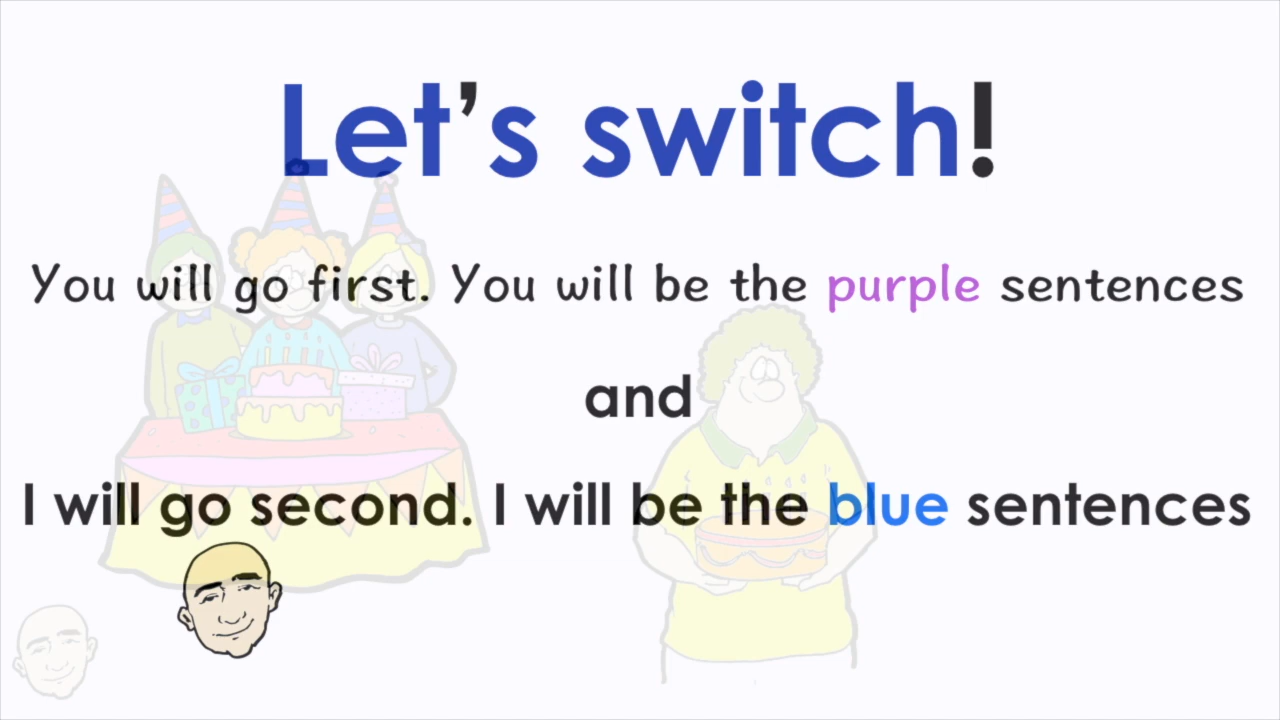 Let’s switch!
You will go first. You will be the purple sentences
and
I will go second. I will be the blue sentences